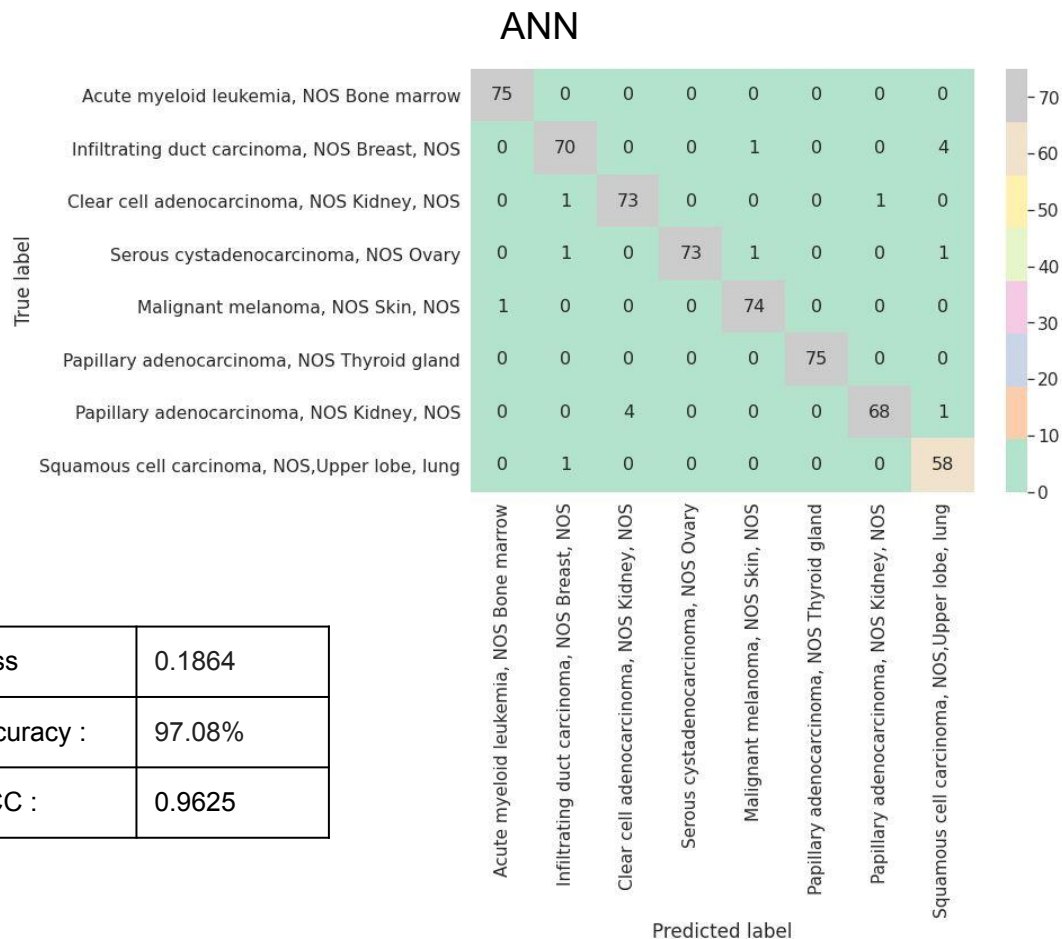 ANN
True label
Acute myeloid leukemia, NOS Bone marrow 75 0 0 0 0 0 0 0
Infiltrating duct carcinoma, NOS Breast, NOS 0 70 0 0 1 0 0 4
Clear cell adenocarcinoma, NOS Kidney, NOS 0 1 73 0 0 0 1 0
Serous cystadenocarcinoma, NOS Ovary 0 1 0 73 1 0 0 1
Malignant melanoma, NOS Skin, NOS 1 0 0 0 74 0 0 0
Papillary adenocarcinoma, NOS Thyroid gland 0 0 0 0 0 75 0 0
Papillary adenocarcinoma, NOS Kidney, NOS 0 0 4 0 0 0 68 1
Squamous cell carcinoma, NOS,Upper lobe, lung 0 1 0 0 0 0 0 58
70
60
50
40
30
20
10
0
Acute myeloid leukemia, NOS Bone marrow
Infiltrating duct carcinoma, NOS Breast, NOS
Clear cell adenocarcinoma, NOS Kidney, NOS
Serous cystadenocarcinoma, NOS Ovary
Malignant melanoma, NOS Skin, NOS
Papillary adenocarcinoma, NOS Thyroid gland
Papillary adenocarcinoma, NOS Kidney, NOS
Squamous cell carcinoma, NOS,Upper lobe, lung
Predicted label
ss 0.1864
curacy : 97.08%
CC : 0.9625